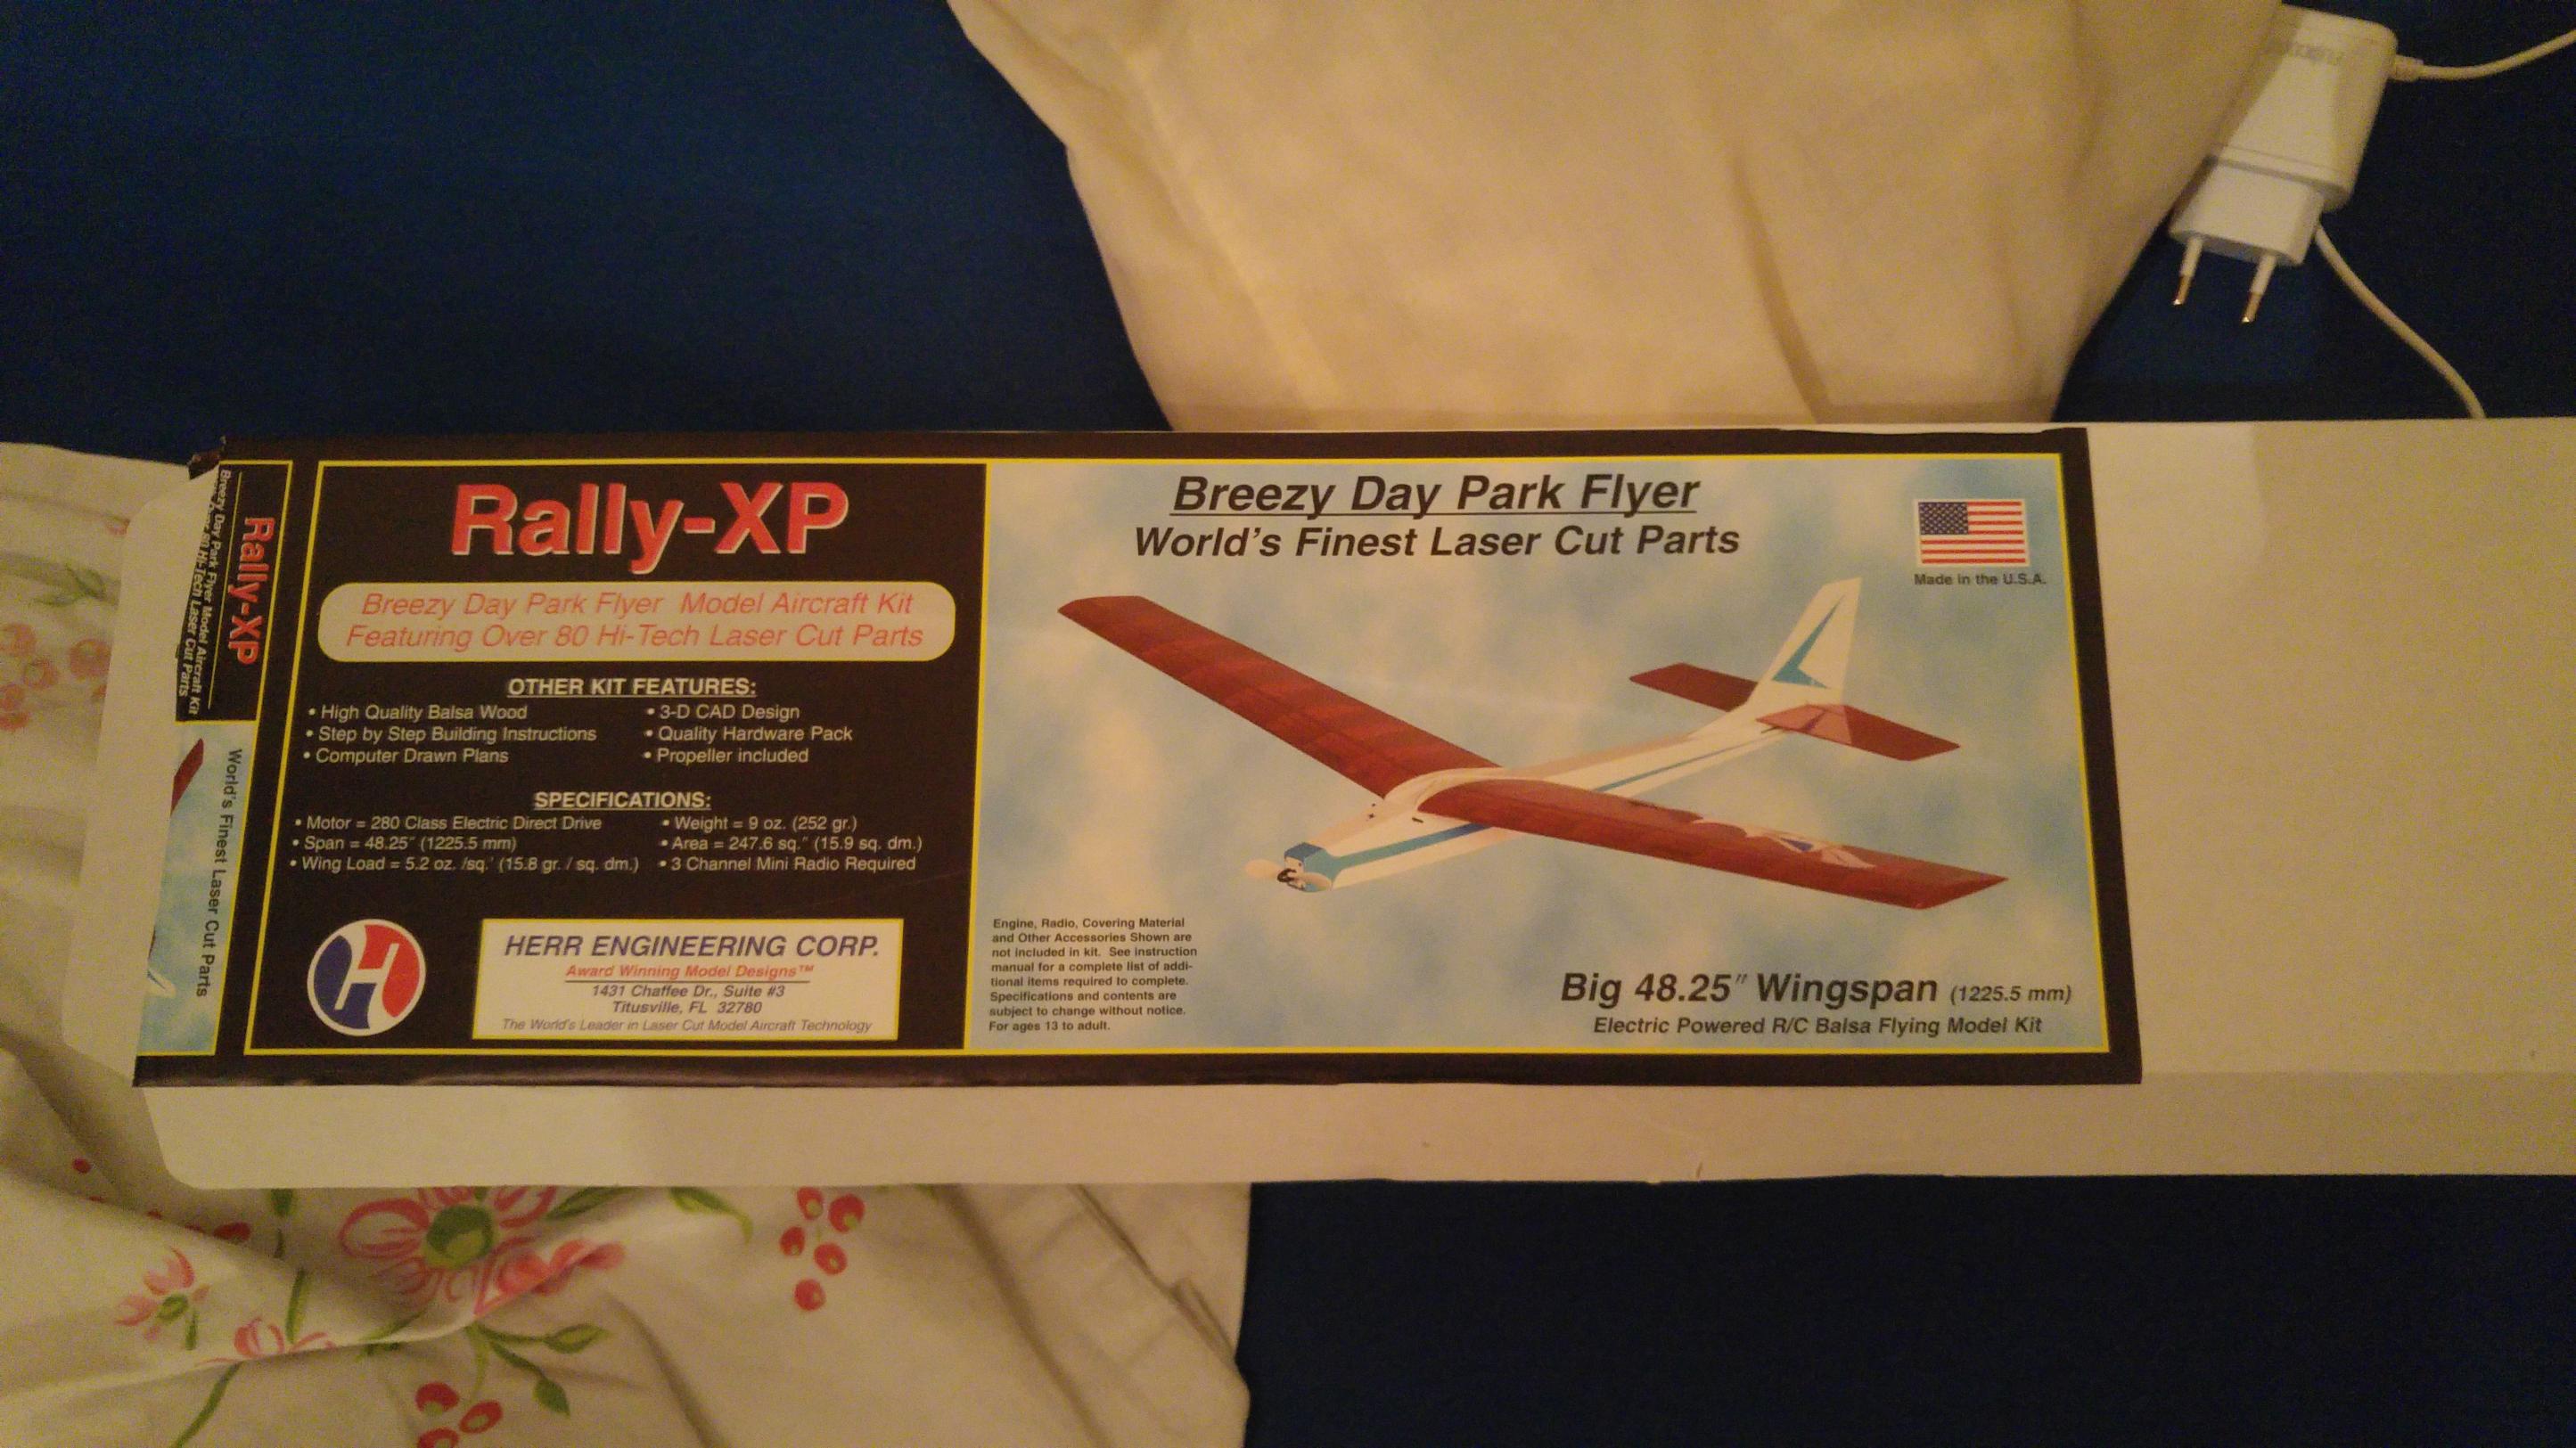 Rally-XP
Breezy Day Park Flyer Model Aircraft Kit
Featuring Over 80 Hi-Tech Laser Cut Parts
OTHER KIT FEATURES:
• High Quality Balsa Wood
• Step by Step Building Instructions
• Computer Drawn Plans
• 3-D CAD Design
• Quality Hardware Pack
• Propeller included
SPECIFICATIONS:
• Motor = 280 Class Electric Direct Drive
• Span = 48.25" (1225.5 mm)
• Wing Load = 5.2 oz. /sq.' (15.8 gr. / sq. dm.)
• Weight = 9 oz. (252 gr.)
• Area = 247.6 sq." (15.9 sq. dm.)
• 3 Channel Mini Radio Required
H
HERR ENGINEERING CORP.
Award Winning Model Designs™
1431 Chaffee Dr., Suite #3
Titusville, FL 32780
The World's Leader in Laser Cut Model Aircraft Technology
Breezy Day Park Flyer
World's Finest Laser Cut Parts
Made in the U.S.A.
Engine, Radio, Covering Material
and Other Accessories Shown are
not included in kit. See instruction
manual for a complete list of addi-
tional items required to complete.
Specifications and contents are
subject to change without notice.
For ages 13 to adult.
Big 48.25" Wingspan (1225.5 mm)
Electric Powered R/C Balsa Flying Model Kit
Rally-XP
Breezy Day Park Flyer Model Aircraft Kit
80 Hi-Tech Laser Cut Parts
World's Finest Laser Cut Parts